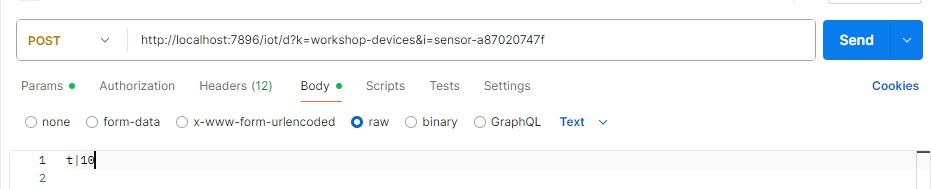 POST http://localhost:7896/iot/d?k=workshop-devices&i=sensor-a87020747f Send
Params Authorization Headers (12) Body Scripts Tests Settings Cookies
none form-data x-www-form-urlencoded raw binary GraphQL Text
1 t|10
2